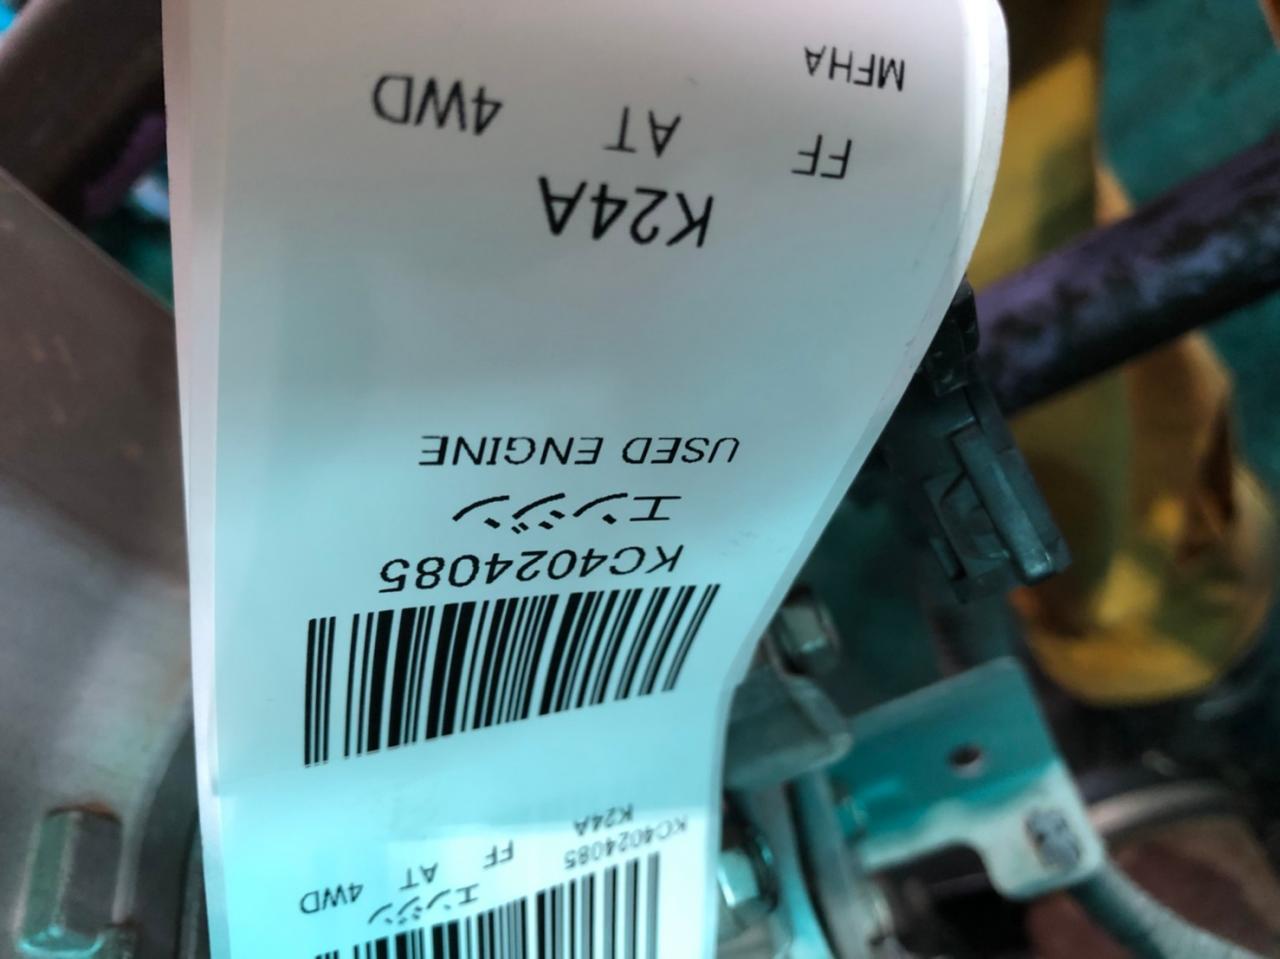 KC4024085
エンジン
USED ENGINE
K24A
FF AT 4WD
MFHA
KC4024085
K24A
FF AT 4WD
エンジン